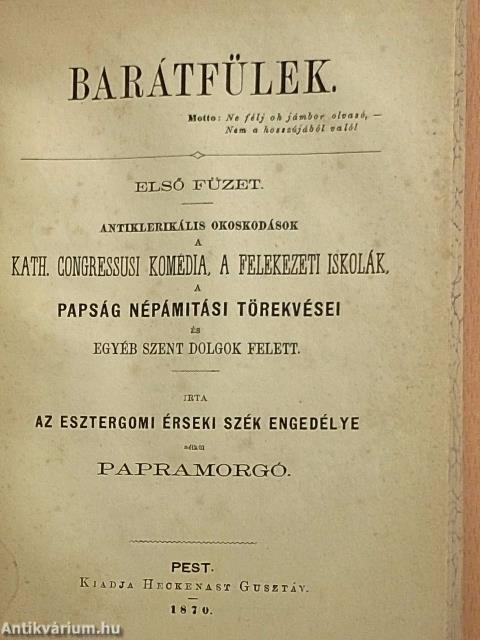 BARÁTFÜLEK.
Motto: Ne félj oh jámbor olvasó, —
Nem a hosszújából való!
ELSŐ FÜZET.
ANTIKLERIKÁLIS OKOSKODÁSOK
A
KATH. CONGRESSUSI KOMÉDIA, A FELEKEZETI ISKOLÁK,
A
PAPSÁG NÉPÁMITÁSI TÖREKVÉSEI
ÉS
EGYÉB SZENT DOLGOK FELETT.
IRTA
AZ ESZTERGOMI ÉRSEKI SZÉK ENGEDÉLYE
nélkül
PAPRAMORGÓ.
PEST.
KIADJA HECKENAST GUSZTÁV.
1870.
Antikvárium.hu